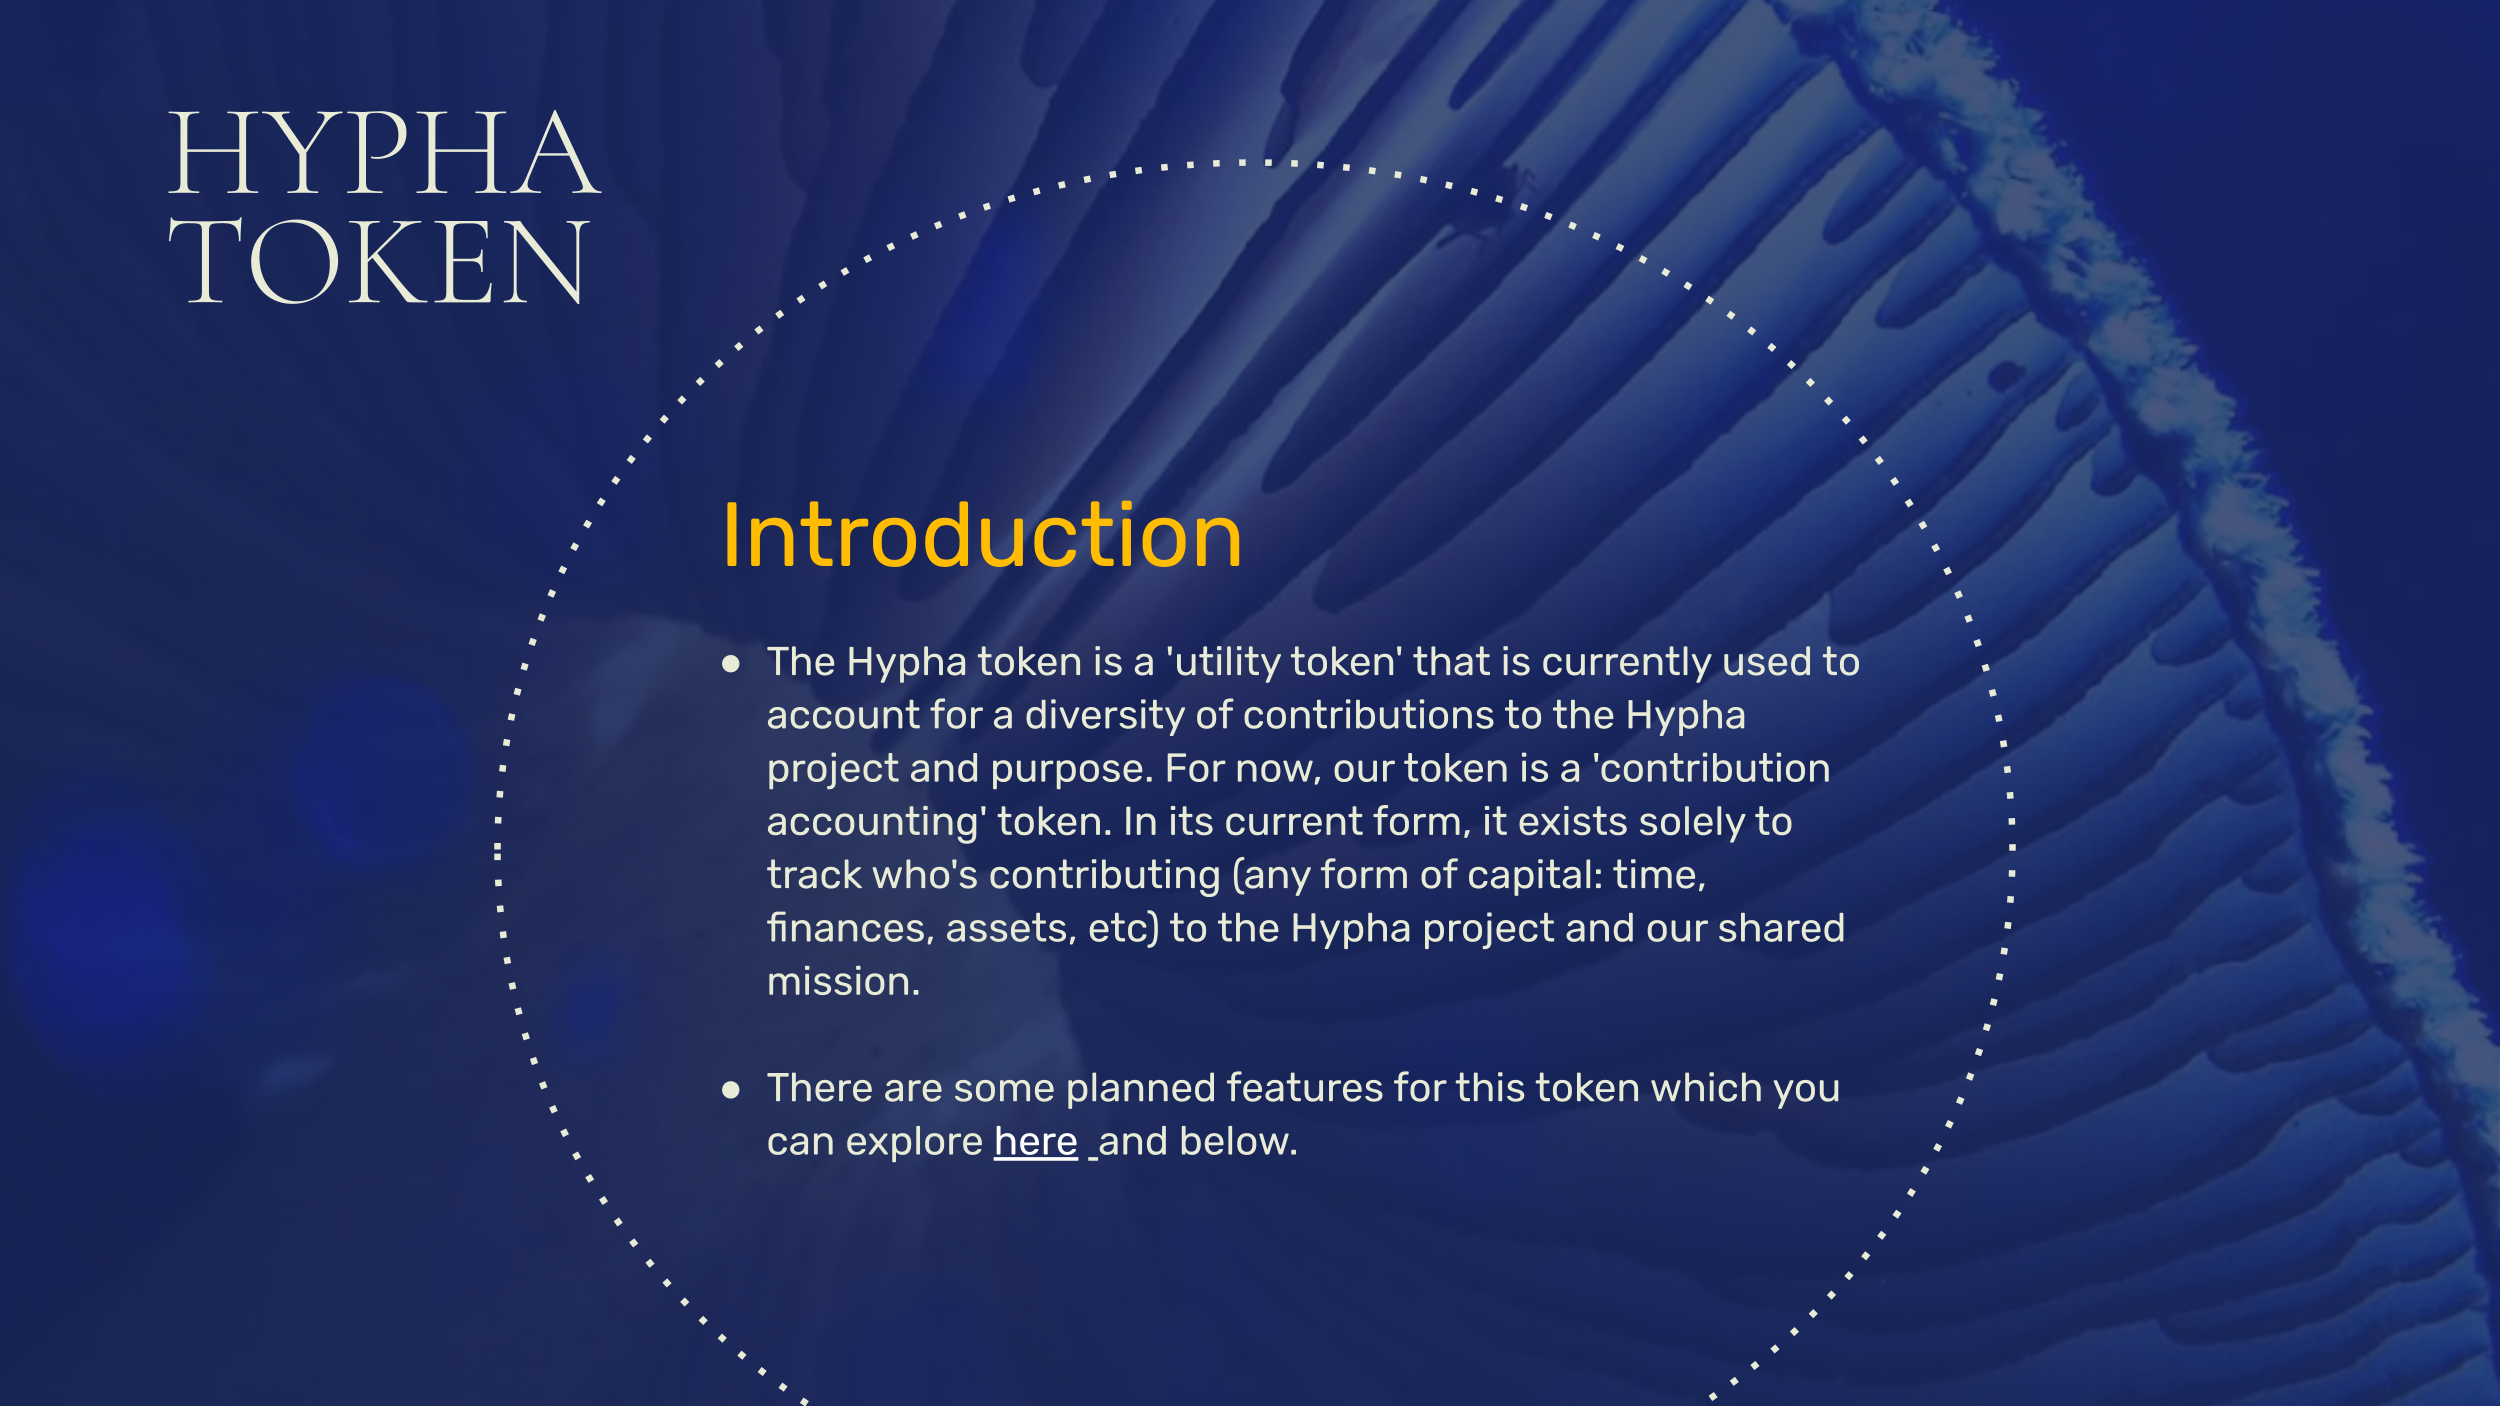 HYPHA
TOKEN
Introduction
● The Hypha token is a 'utility token' that is currently used to
account for a diversity of contributions to the Hypha
project and purpose. For now, our token is a 'contribution
accounting' token. In its current form, it exists solely to
track who's contributing (any form of capital: time,
finances, assets, etc) to the Hypha project and our shared
mission.
● There are some planned features for this token which you
can explore here and below.